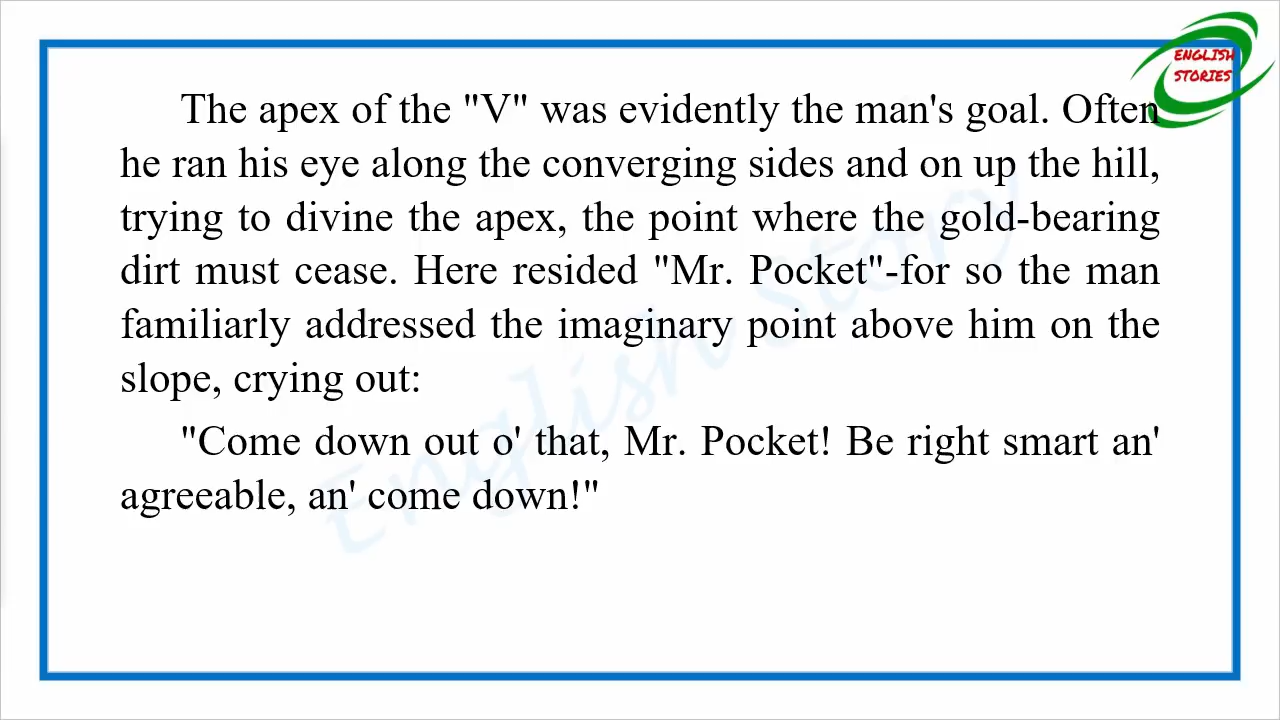 ENGLISH
STORIES
The apex of the "V" was evidently the man's goal. Often
he ran his eye along the converging sides and on up the hill,
trying to divine the apex, the point where the gold-bearing
dirt must cease. Here resided "Mr. Pocket"-for so the man
familiarly addressed the imaginary point above him on the
slope, crying out:
"Come down out o' that, Mr. Pocket! Be right smart an'
agreeable, an' come down!"
English Story